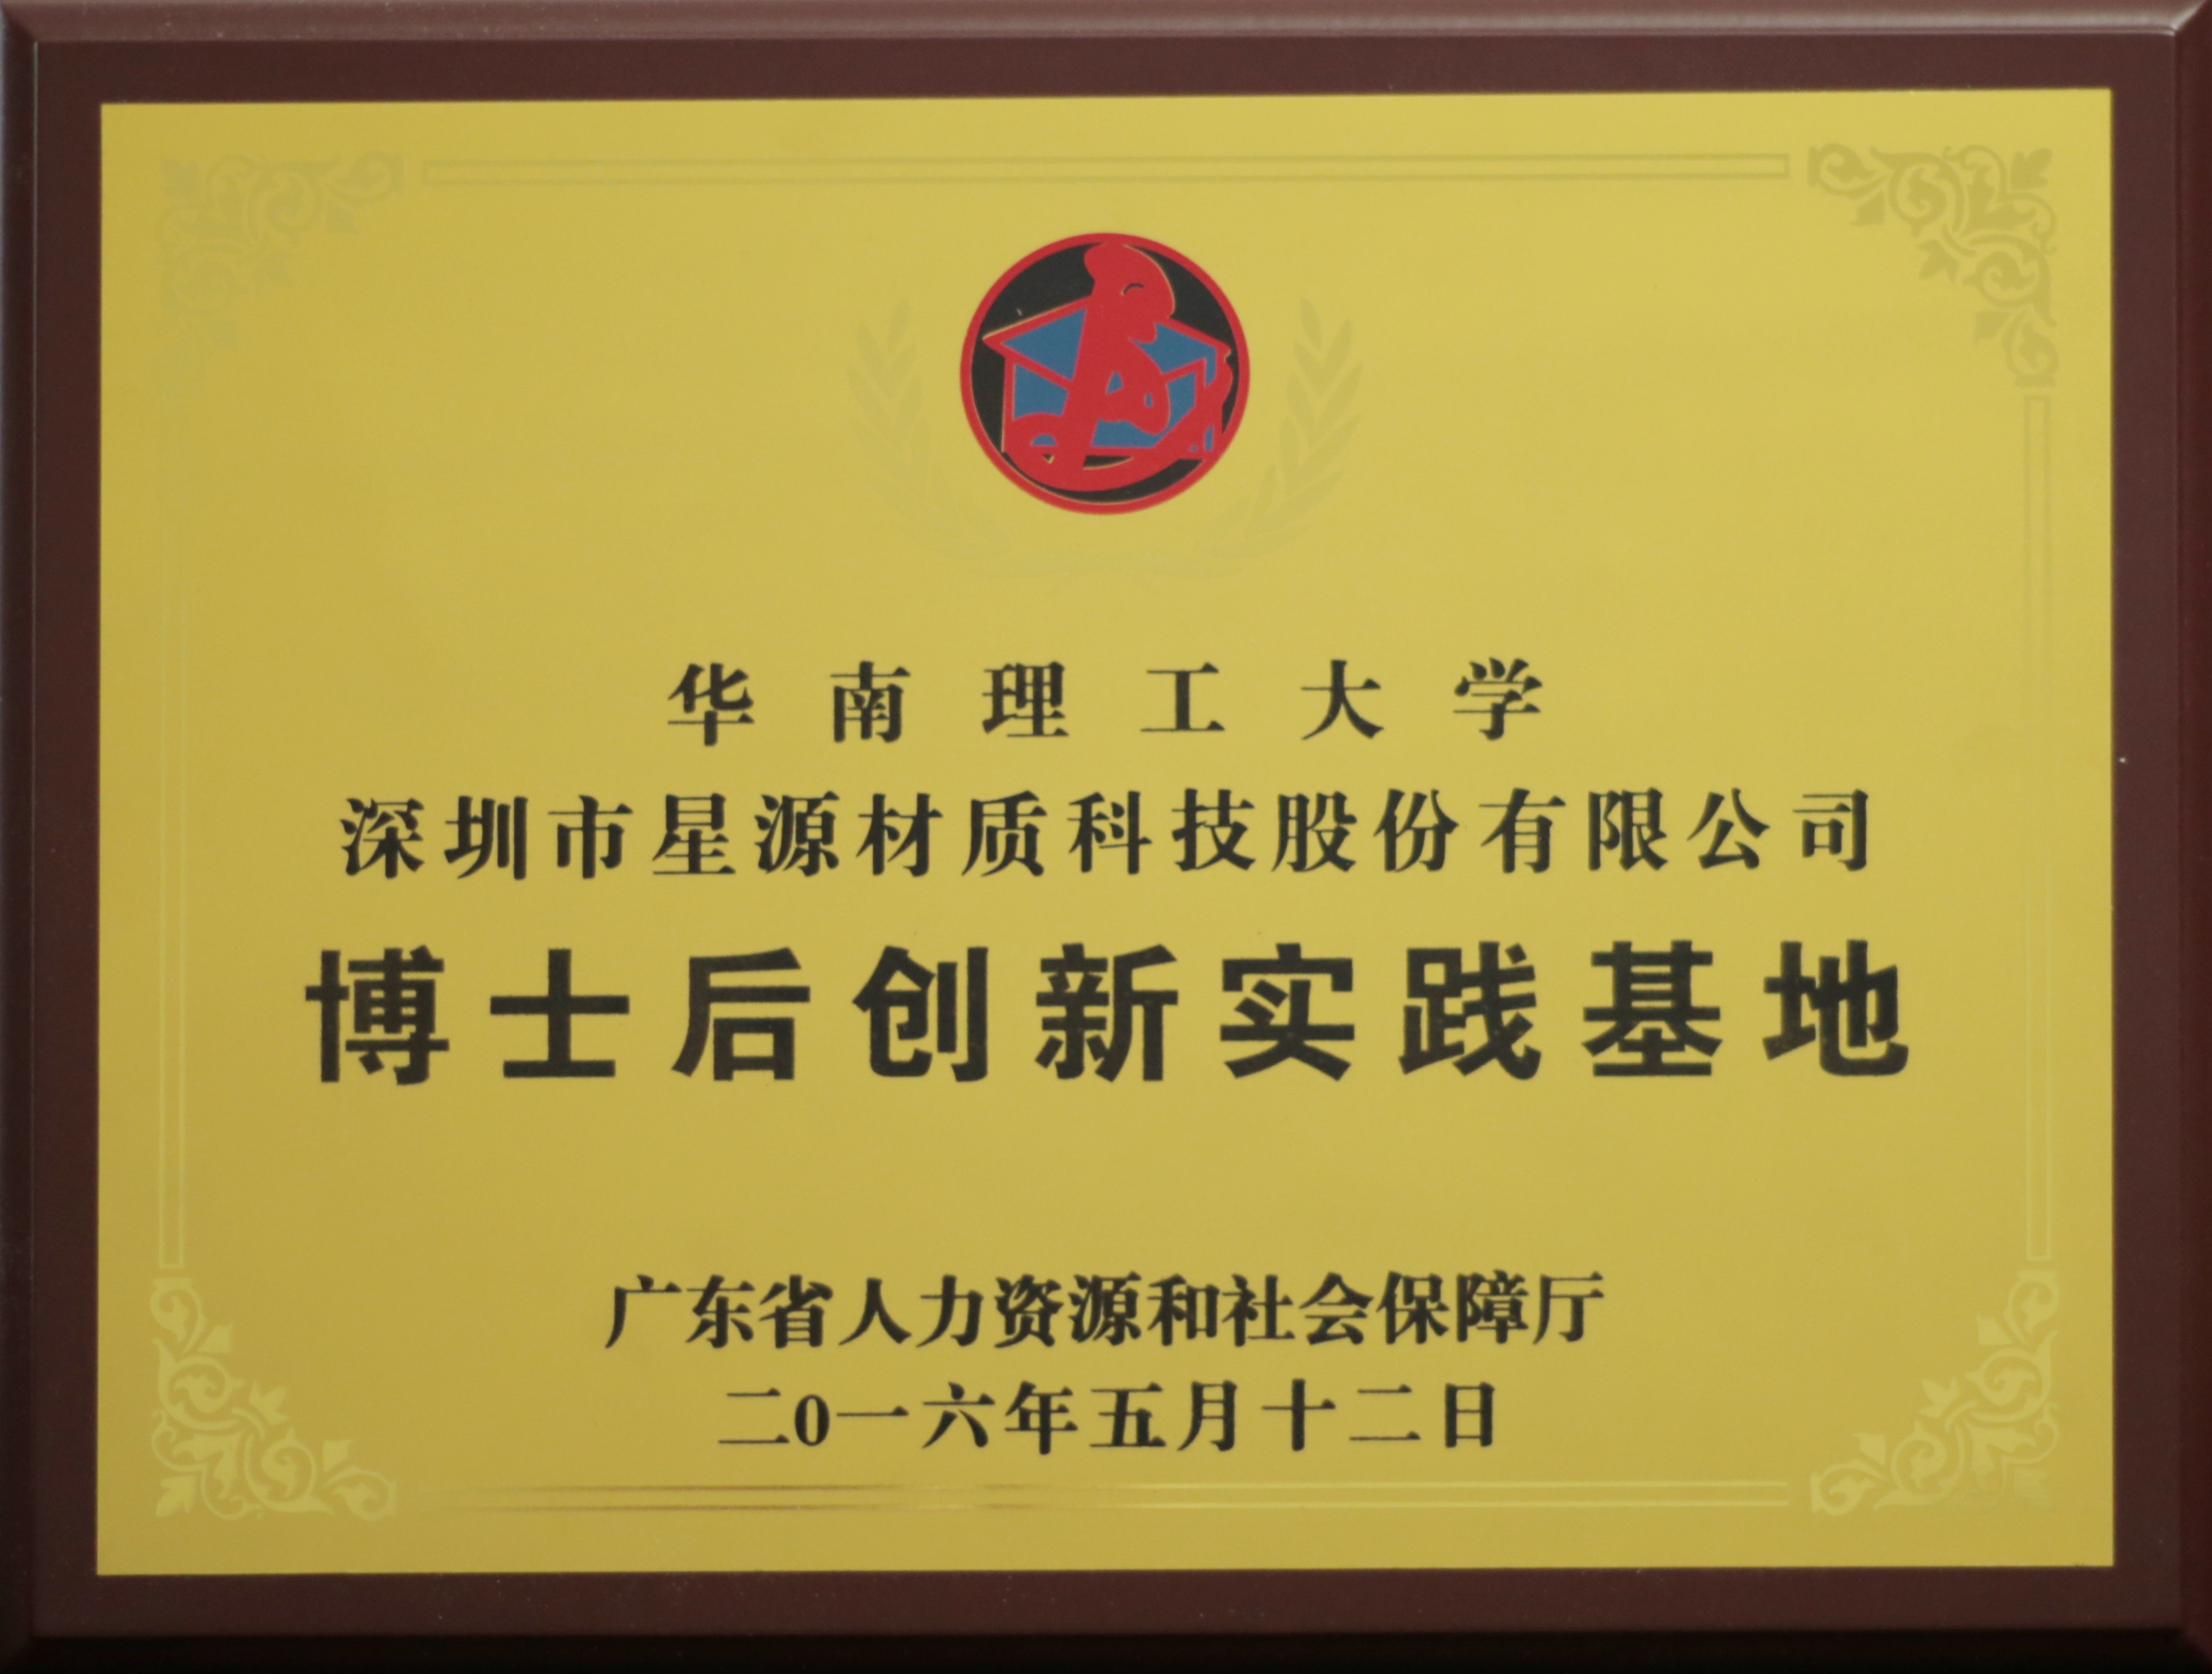 华南理工大学
深圳市星源材质科技股份有限公司
博士后创新实践基地
广东省人力资源和社会保障厅
二0一六年五月十二日